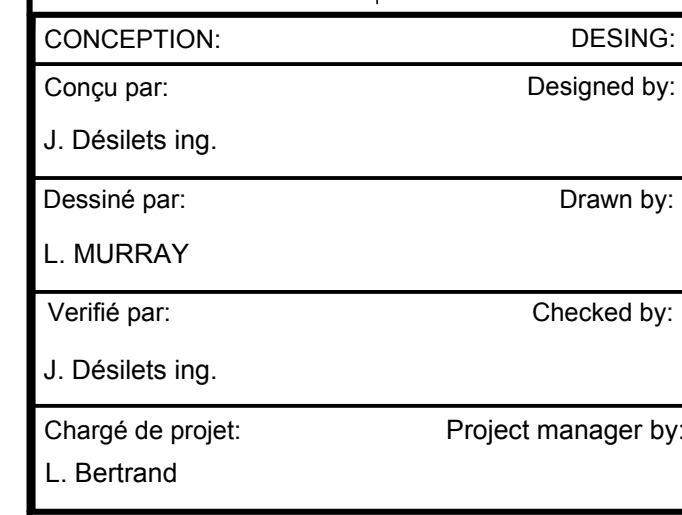 CONCEPTION: DESING:
Conçu par: Designed by:
J. Désilets ing.
Dessiné par: Drawn by:
L. MURRAY
Verifié par: Checked by:
J. Désilets ing.
Chargé de projet: Project manager by:
L. Bertrand